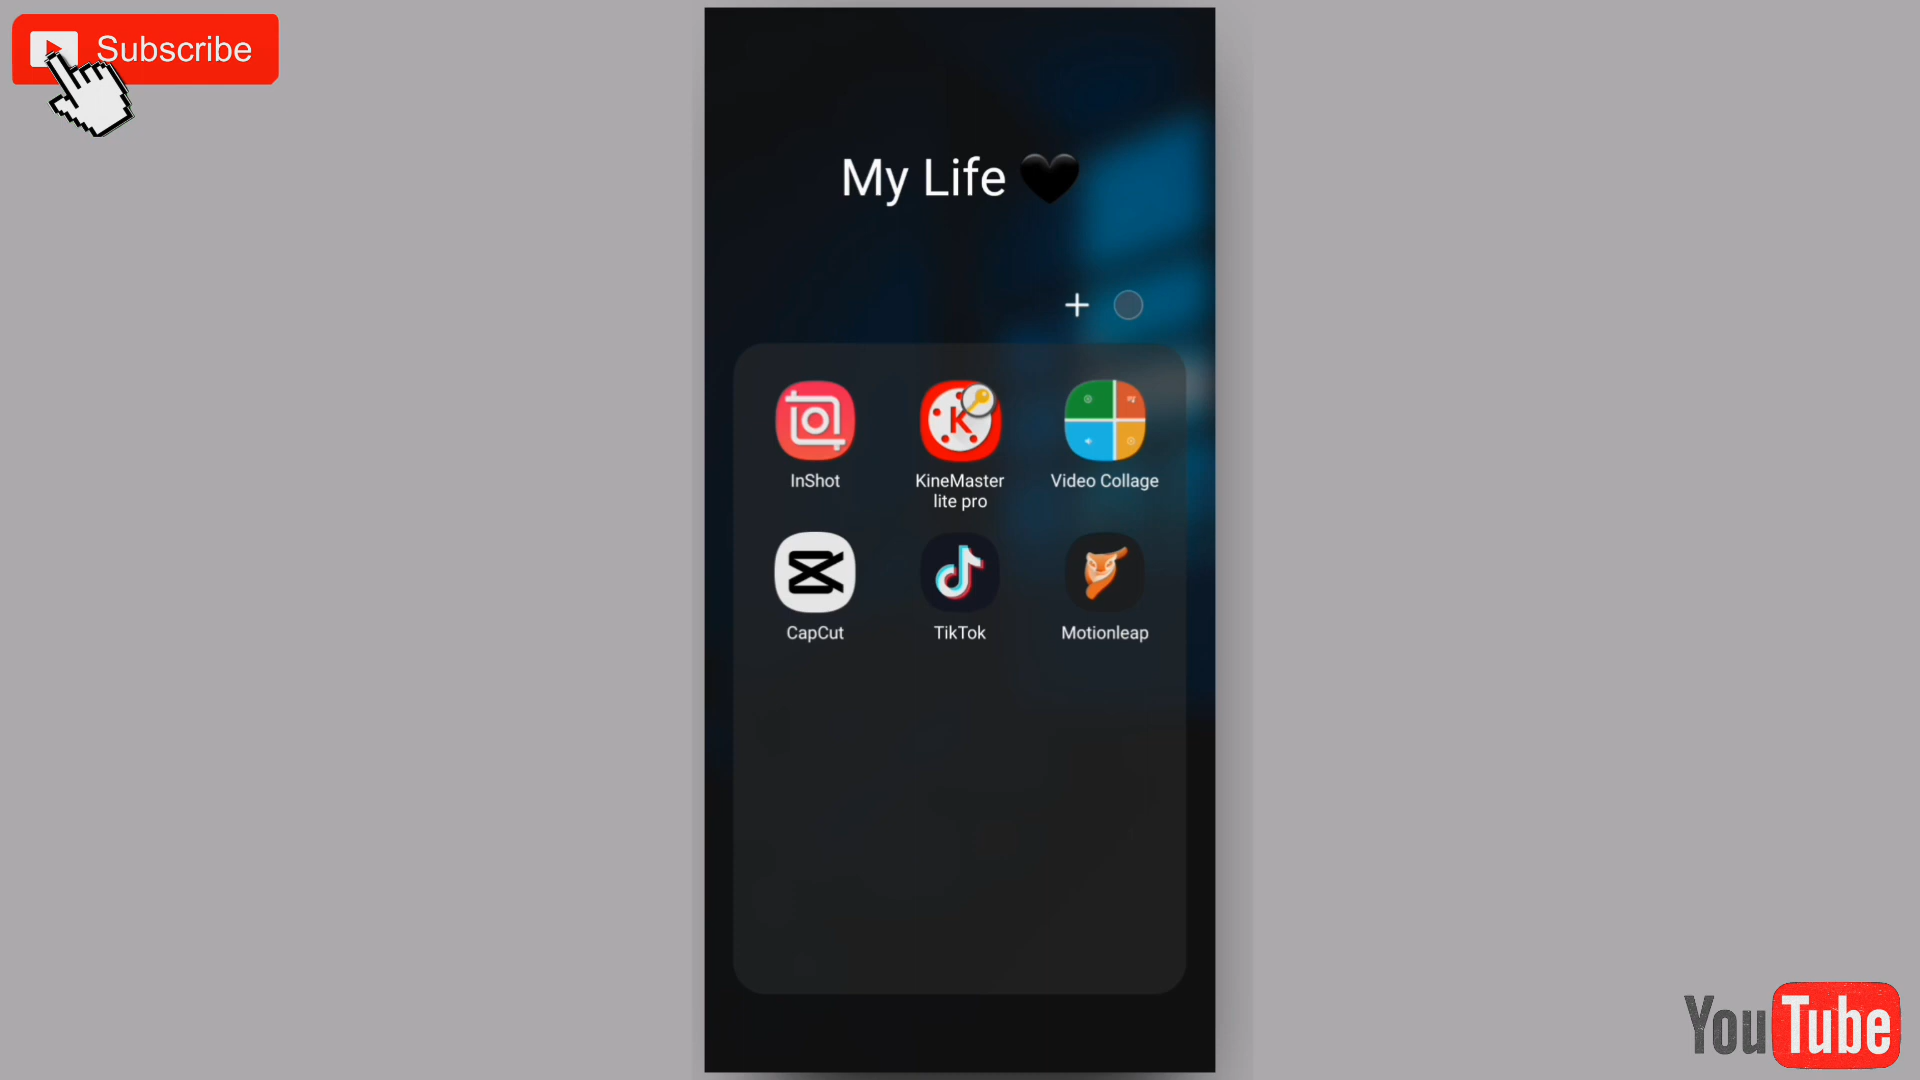 Subscribe
My Life 🖤
InShot
KineMaster
lite pro
Video Collage
CapCut
TikTok
Motionleap
YouTube